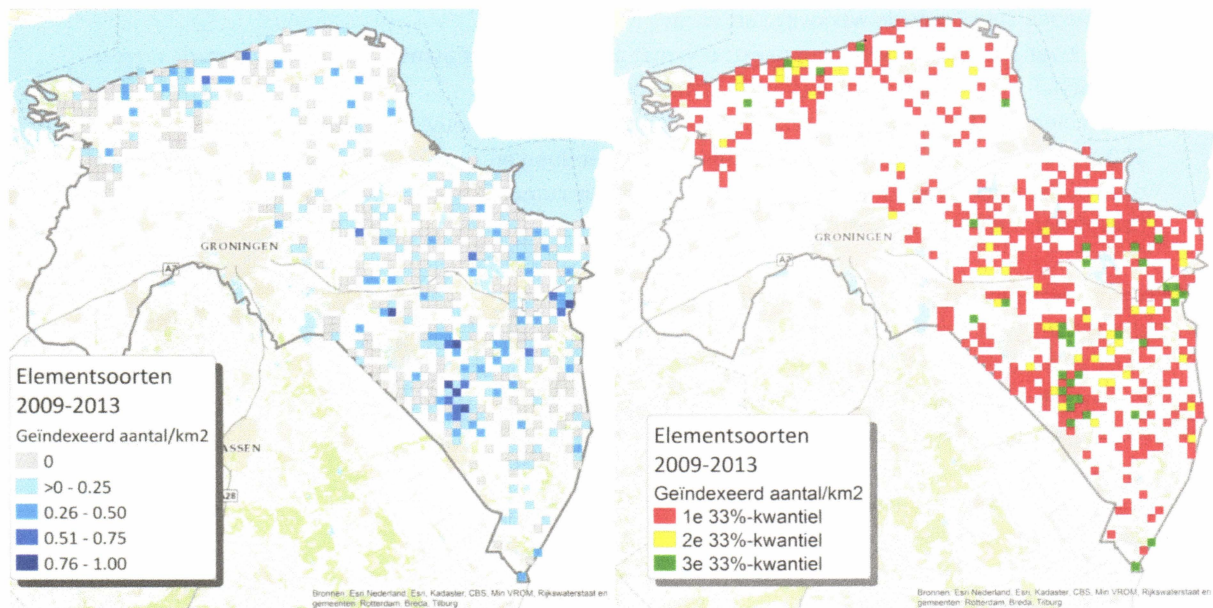 GRONINGEN
A7
ASSEN
A28
Elementsoorten
2009-2013
Geïndexeerd aantal/km2
0
>0 - 0.25
0.26 - 0.50
0.51 - 0.75
0.76 - 1.00
Bronnen: Esri Nederland, Esri, Kadaster, CBS, Min VROM, Rijkswaterstaat en
gemeenten: Rotterdam, Breda, Tilburg
GRONINGEN
A7
Elementsoorten
2009-2013
Geïndexeerd aantal/km2
1e 33%-kwantiel
2e 33%-kwantiel
3e 33%-kwantiel
Bronnen: Esri Nederland, Esri, Kadaster, CBS, Min VROM, Rijkswaterstaat en
gemeenten: Rotterdam, Breda, Tilburg